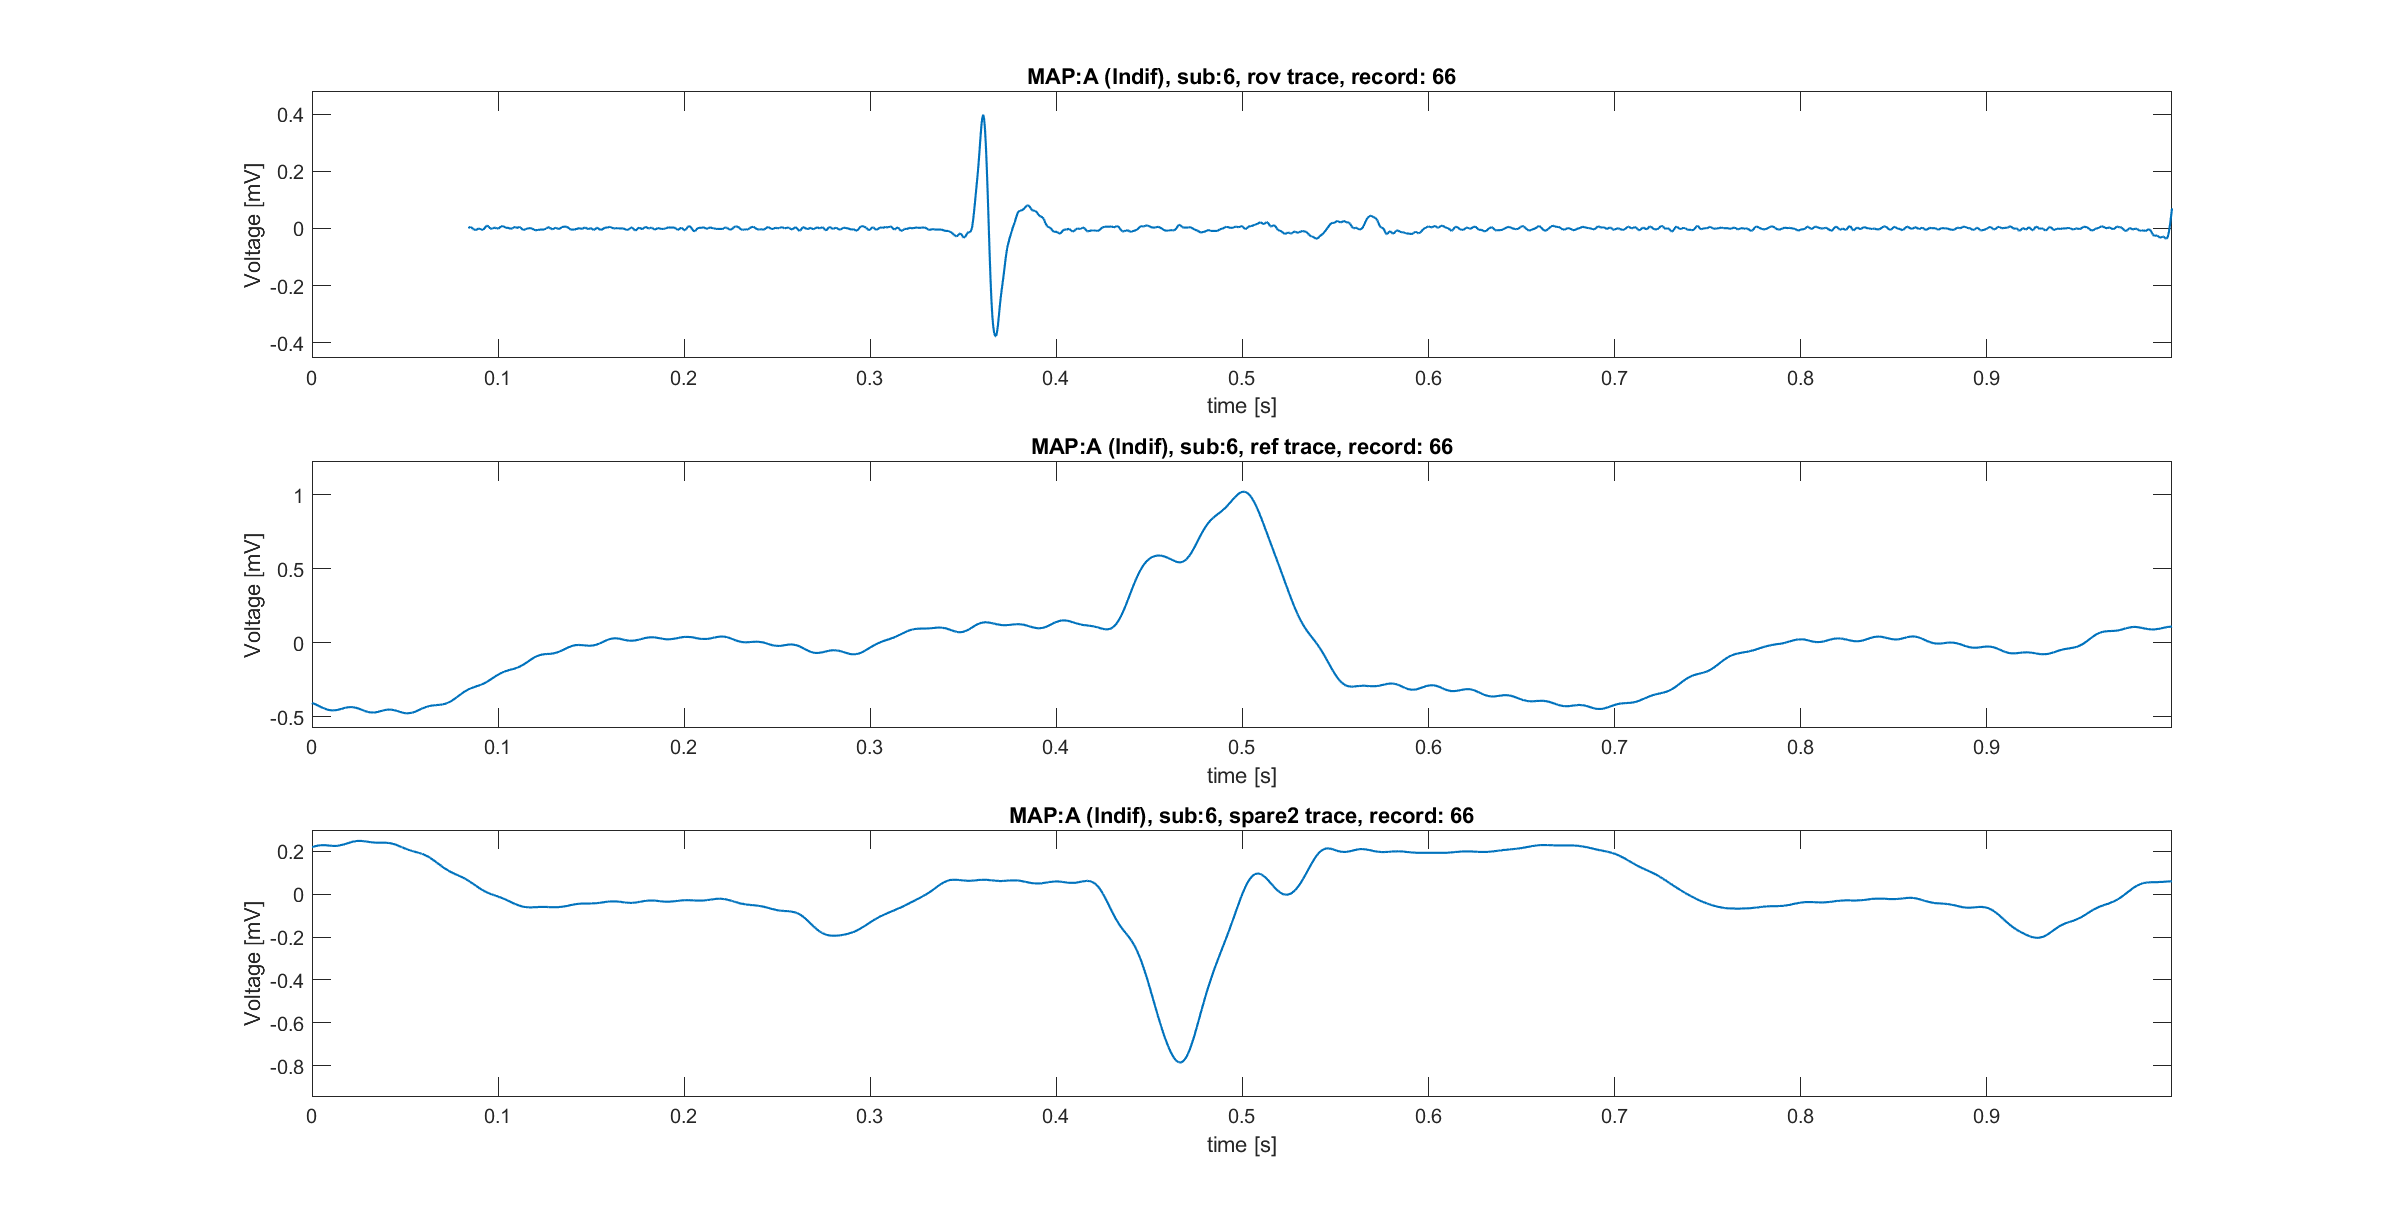 MAP:A (Indif), sub:6, rov trace, record: 66
Voltage [mV]
0.4
0.2
0
-0.2
-0.4
0 0.1 0.2 0.3 0.4 0.5 0.6 0.7 0.8 0.9
time [s]
MAP:A (Indif), sub:6, ref trace, record: 66
Voltage [mV]
1
0.5
0
-0.5
0 0.1 0.2 0.3 0.4 0.5 0.6 0.7 0.8 0.9
time [s]
MAP:A (Indif), sub:6, spare2 trace, record: 66
Voltage [mV]
0.2
0
-0.2
-0.4
-0.6
-0.8
0 0.1 0.2 0.3 0.4 0.5 0.6 0.7 0.8 0.9
time [s]